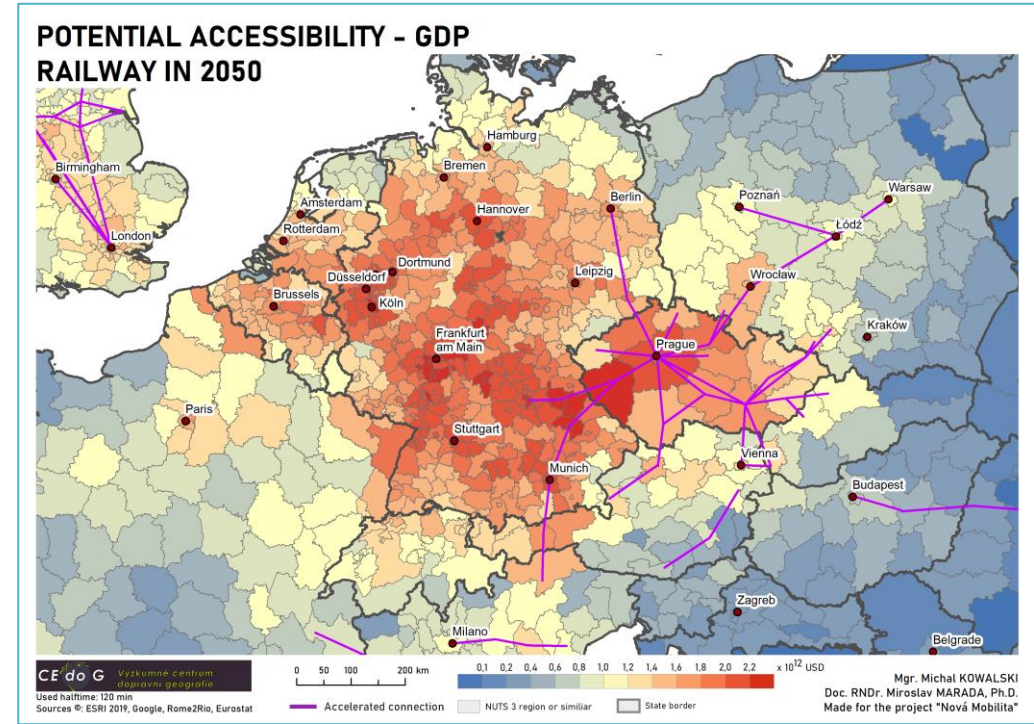 POTENTIAL ACCESSIBILITY - GDP
RAILWAY IN 2050
Hamburg
Bremen
Birmingham
Berlin
Poznań
Warsaw
Amsterdam
Hannover
Łódź
London
Rotterdam
Dortmund
Düsseldorf
Leipzig
Wrocław
Brussels
Köln
Kraków
Frankfurt
am Main
Prague
Paris
Stuttgart
Vienna
Munich
Budapest
Zagreb
Milano
Belgrade
CEdoG Výzkumné centrum
dopravní geografie
Used halftime: 120 min
Sources ©: ESRI 2019, Google, Rome2Rio, Eurostat
0 50 100 200 km
Accelerated connection
0,1 0,2 0,4 0,6 0,8 1,0 1,2 1,4 1,6 1,8 2,0 2,2 x 10¹² USD
NUTS 3 region or similiar
State border
Mgr. Michal KOWALSKI
Doc. RNDr. Miroslav MARADA, Ph.D.
Made for the project "Nová Mobilita"